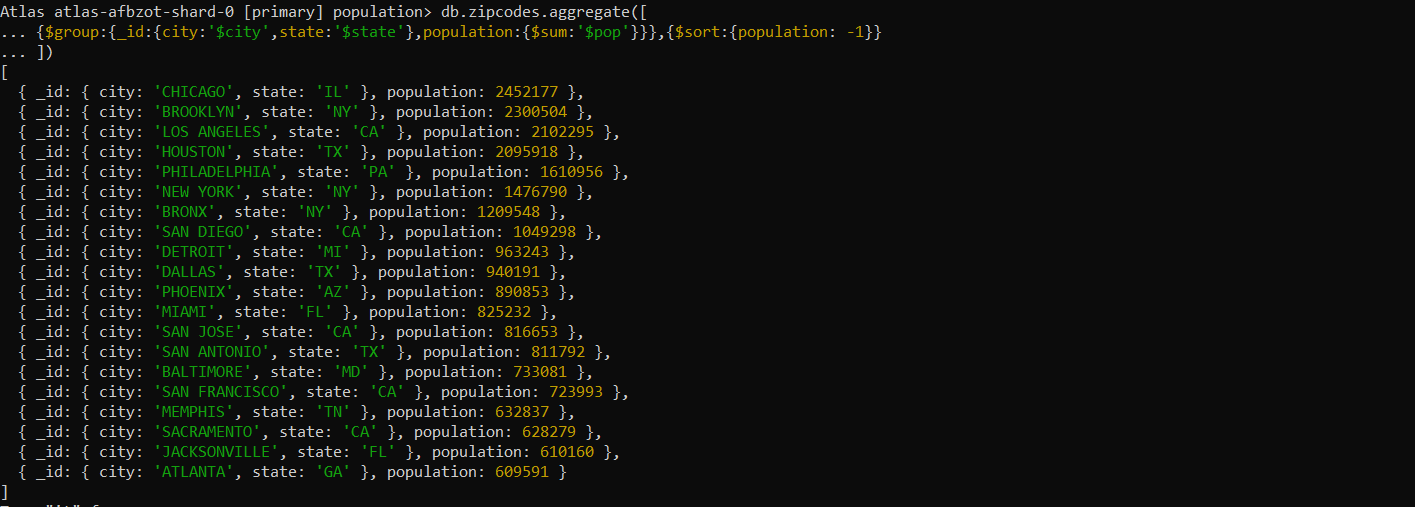 Atlas atlas-afbzot-shard-0 [primary] population> db.zipcodes.aggregate([
... {$group:{_id:{city:'$city',state:'$state'},population:{$sum:'$pop'}}},{$sort:{population: -1}}
... ])
[
  { _id: { city: 'CHICAGO', state: 'IL' }, population: 2452177 },
  { _id: { city: 'BROOKLYN', state: 'NY' }, population: 2300504 },
  { _id: { city: 'LOS ANGELES', state: 'CA' }, population: 2102295 },
  { _id: { city: 'HOUSTON', state: 'TX' }, population: 2095918 },
  { _id: { city: 'PHILADELPHIA', state: 'PA' }, population: 1610956 },
  { _id: { city: 'NEW YORK', state: 'NY' }, population: 1476790 },
  { _id: { city: 'BRONX', state: 'NY' }, population: 1209548 },
  { _id: { city: 'SAN DIEGO', state: 'CA' }, population: 1049298 },
  { _id: { city: 'DETROIT', state: 'MI' }, population: 963243 },
  { _id: { city: 'DALLAS', state: 'TX' }, population: 940191 },
  { _id: { city: 'PHOENIX', state: 'AZ' }, population: 890853 },
  { _id: { city: 'MIAMI', state: 'FL' }, population: 825232 },
  { _id: { city: 'SAN JOSE', state: 'CA' }, population: 816653 },
  { _id: { city: 'SAN ANTONIO', state: 'TX' }, population: 811792 },
  { _id: { city: 'BALTIMORE', state: 'MD' }, population: 733081 },
  { _id: { city: 'SAN FRANCISCO', state: 'CA' }, population: 723993 },
  { _id: { city: 'MEMPHIS', state: 'TN' }, population: 632837 },
  { _id: { city: 'SACRAMENTO', state: 'CA' }, population: 628279 },
  { _id: { city: 'JACKSONVILLE', state: 'FL' }, population: 610160 },
  { _id: { city: 'ATLANTA', state: 'GA' }, population: 609591 }
]